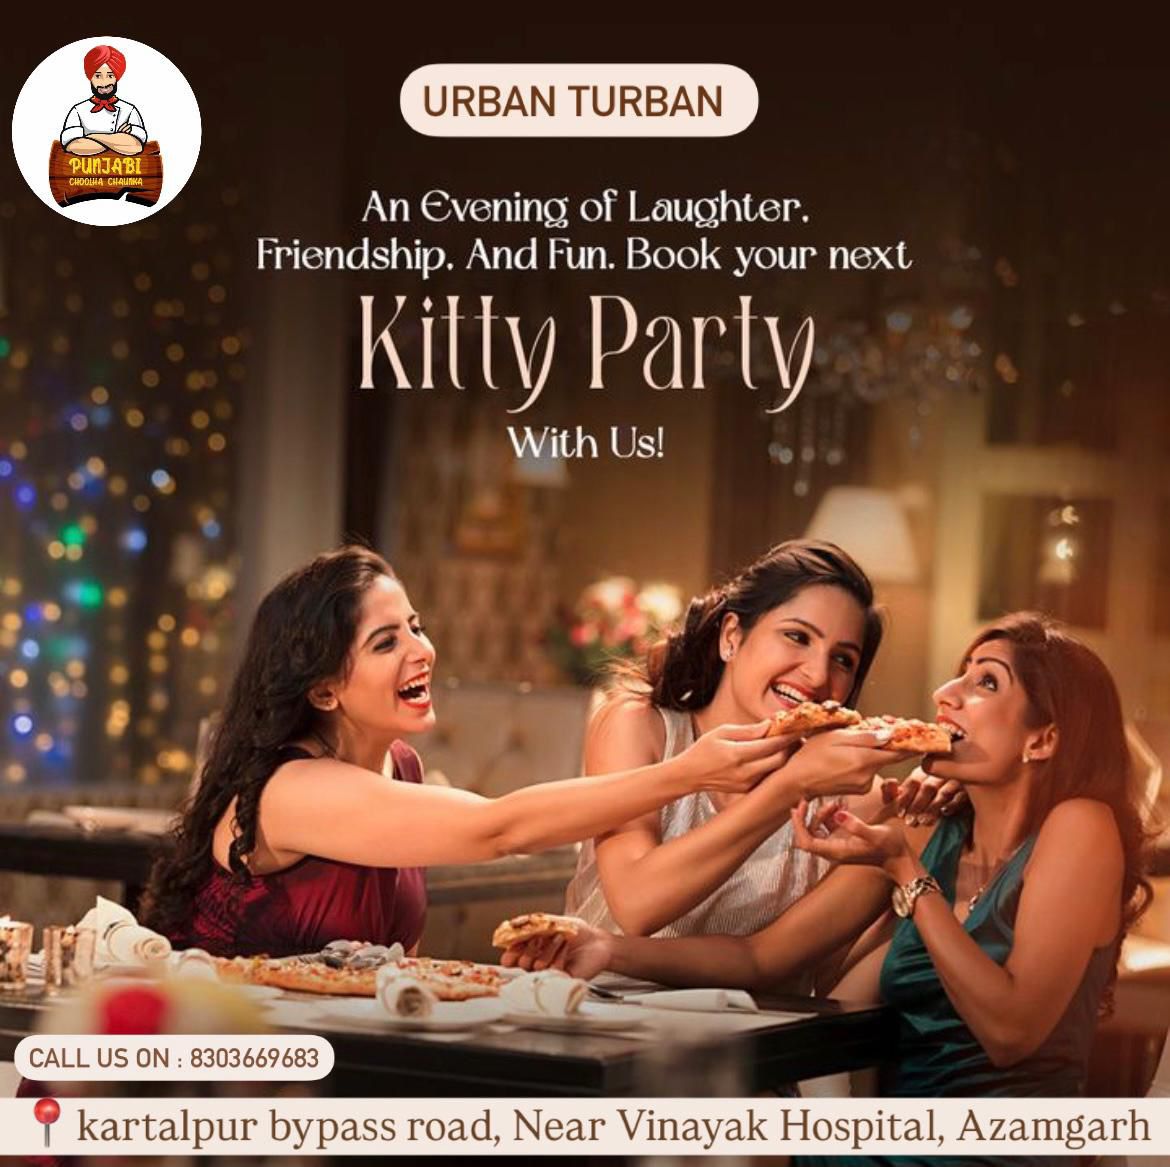 PUNJABI
CHOOLHA CHAUNKA
URBAN TURBAN
An Evening of Laughter,
Friendship, And Fun. Book your next
Kitty Party
With Us!
CALL US ON : 8303669683
kartalpur bypass road, Near Vinayak Hospital, Azamgarh